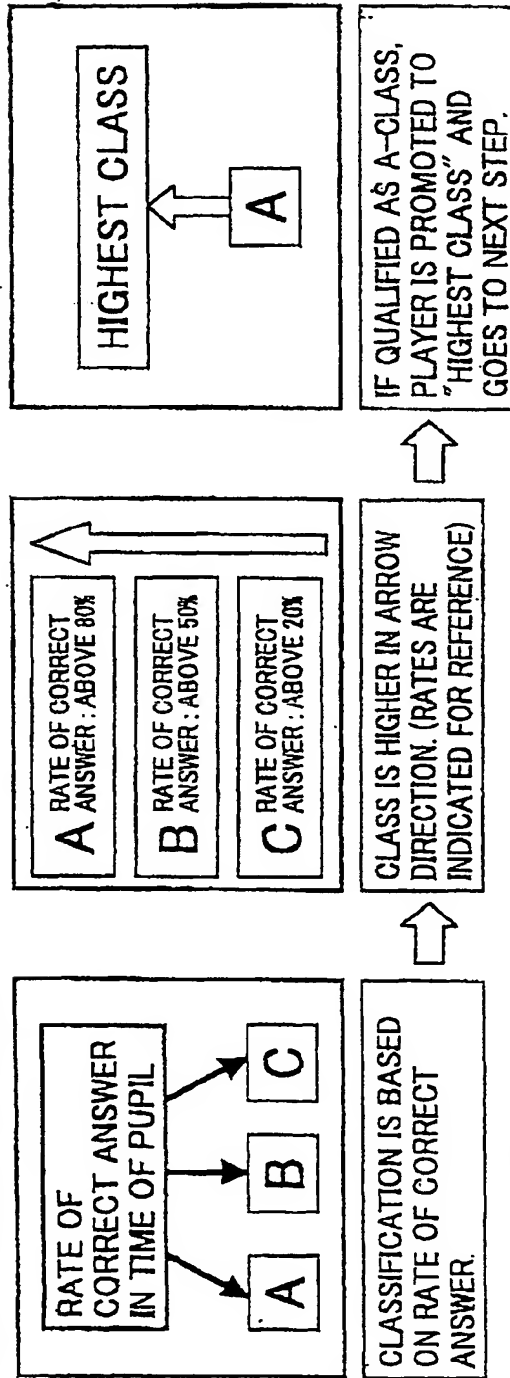 RATE OF
CORRECT ANSWER
IN TIME OF PUPIL
A
B
C
CLASSIFICATION IS BASED
ON RATE OF CORRECT
ANSWER.
A RATE OF CORRECT
ANSWER : ABOVE 80%
B RATE OF CORRECT
ANSWER : ABOVE 50%
C RATE OF CORRECT
ANSWER : ABOVE 20%
CLASS IS HIGHER IN ARROW
DIRECTION. (RATES ARE
INDICATED FOR REFERENCE)
HIGHEST CLASS
A
IF QUALIFIED AS A-CLASS,
PLAYER IS PROMOTED TO
"HIGHEST CLASS" AND
GOES TO NEXT STEP.